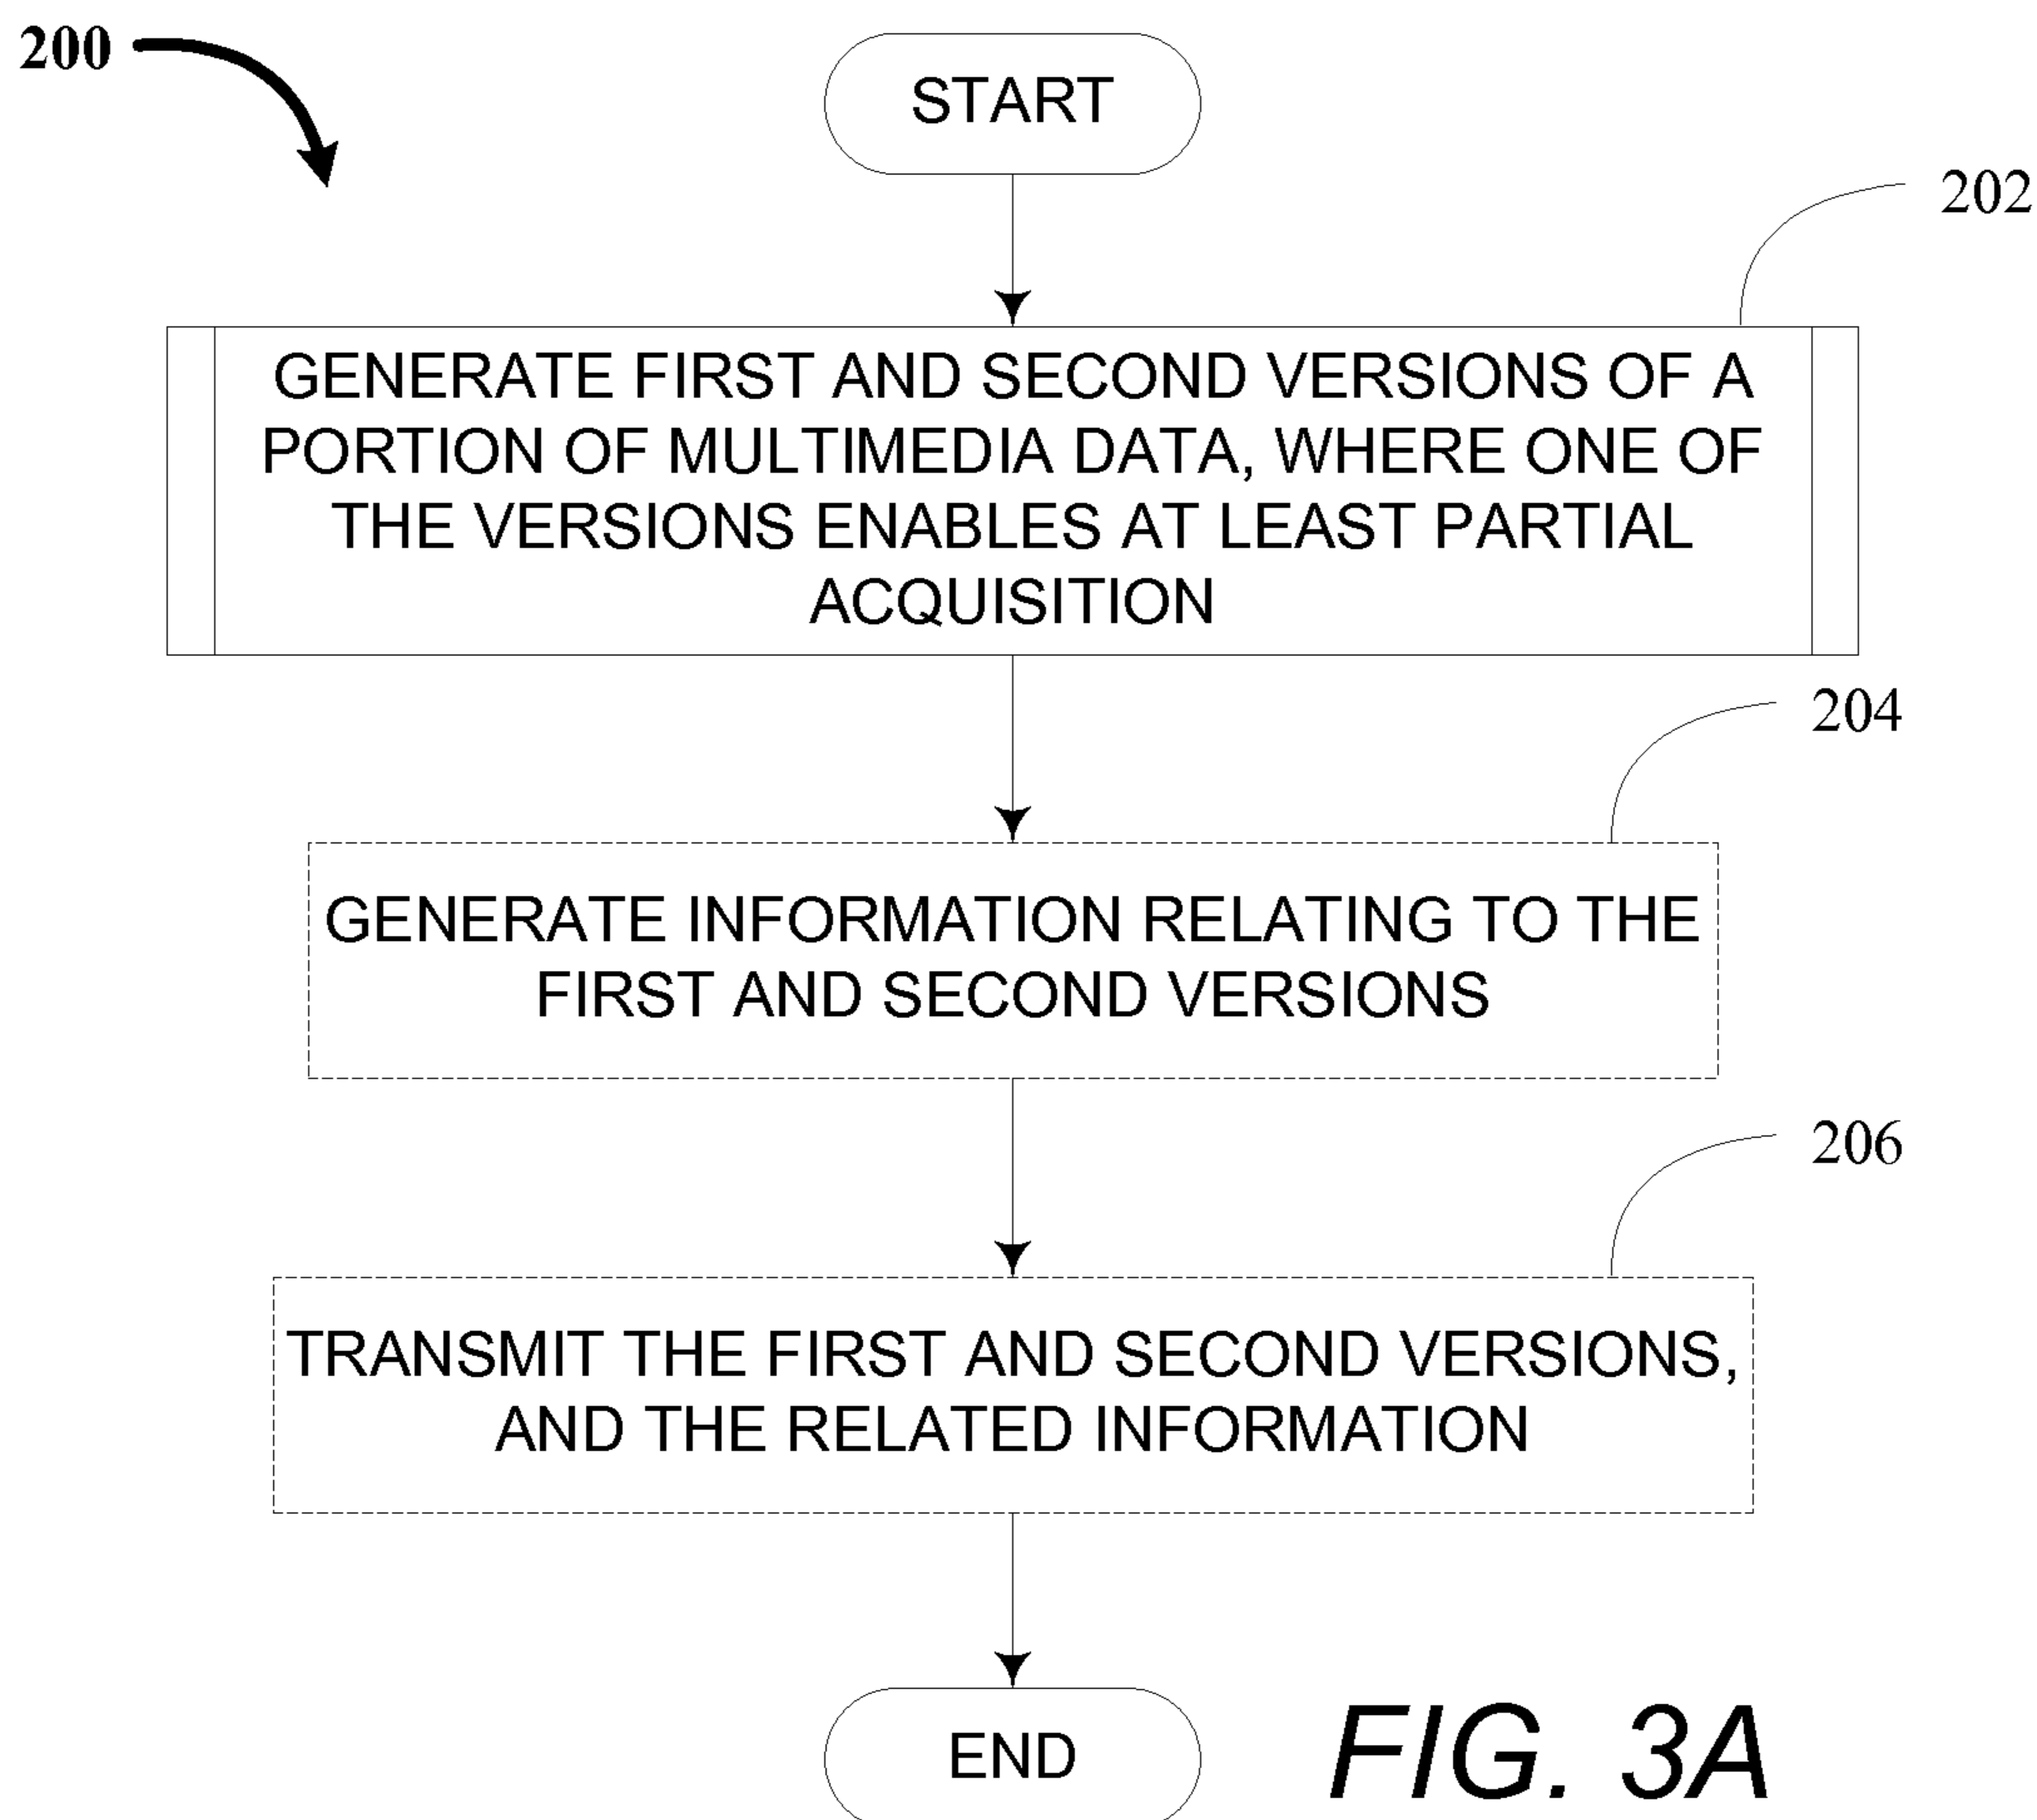 200
START
202
GENERATE FIRST AND SECOND VERSIONS OF A
PORTION OF MULTIMEDIA DATA, WHERE ONE OF
THE VERSIONS ENABLES AT LEAST PARTIAL
ACQUISITION
204
GENERATE INFORMATION RELATING TO THE
FIRST AND SECOND VERSIONS
206
TRANSMIT THE FIRST AND SECOND VERSIONS,
AND THE RELATED INFORMATION
END
FIG. 3A